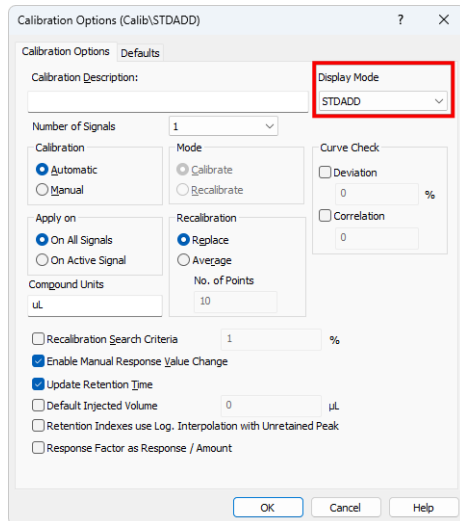 Calibration Options (Calib\STDADD) ? ×
Calibration Options Defaults
Calibration Description: Display Mode
STDADD
Number of Signals 1
Calibration Mode Curve Check
Automatic Calibrate Deviation
Manual Recalibrate 0 %
Correlation
Apply on Recalibration 0
On All Signals Replace
On Active Signal Average
Compound Units No. of Points
uL 10
Recalibration Search Criteria 1 %
Enable Manual Response Value Change
Update Retention Time
Default Injected Volume 0 µL
Retention Indexes use Log. Interpolation with Unretained Peak
Response Factor as Response / Amount
OK Cancel Help